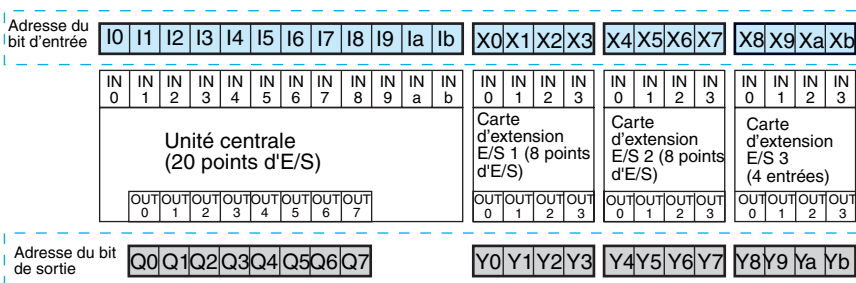 Adresse du
bit d'entrée
I0 I1 I2 I3 I4 I5 I6 I7 I8 I9 Ia Ib X0 X1 X2 X3 X4 X5 X6 X7 X8 X9 Xa Xb
IN IN IN IN IN IN IN IN IN IN IN IN IN IN IN IN IN IN IN IN IN IN IN IN
0 1 2 3 4 5 6 7 8 9 a b 0 1 2 3 0 1 2 3 0 1 2 3
Unité centrale
(20 points d'E/S)
Carte
d'extension
E/S 1 (8 points
d'E/S)
Carte
d'extension
E/S 2 (8 points
d'E/S)
Carte
d'extension
E/S 3
(4 entrées)
OUT OUT OUT OUT OUT OUT OUT OUT OUT OUT OUT OUT OUT OUT OUT OUT OUT OUT OUT OUT
0 1 2 3 4 5 6 7 0 1 2 3 0 1 2 3 0 1 2 3
Adresse du bit
de sortie
Q0 Q1 Q2 Q3 Q4 Q5 Q6 Q7 Y0 Y1 Y2 Y3 Y4 Y5 Y6 Y7 Y8 Y9 Ya Yb